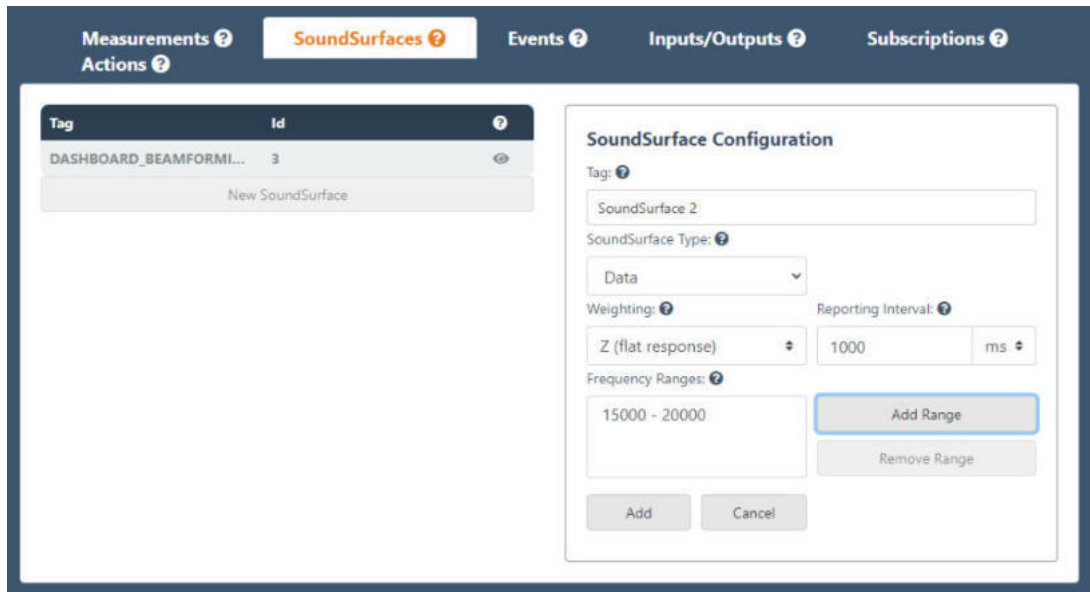 Measurements ? SoundSurfaces ? Events ? Inputs/Outputs ? Subscriptions ?
Actions ?
Tag Id ?
DASHBOARD_BEAMFORMI... 3
New SoundSurface
SoundSurface Configuration
Tag: ?
SoundSurface 2
SoundSurface Type: ?
Data
Weighting: ? Reporting Interval: ?
Z (flat response) 1000 ms
Frequency Ranges: ?
15000 - 20000 Add Range
Remove Range
Add Cancel